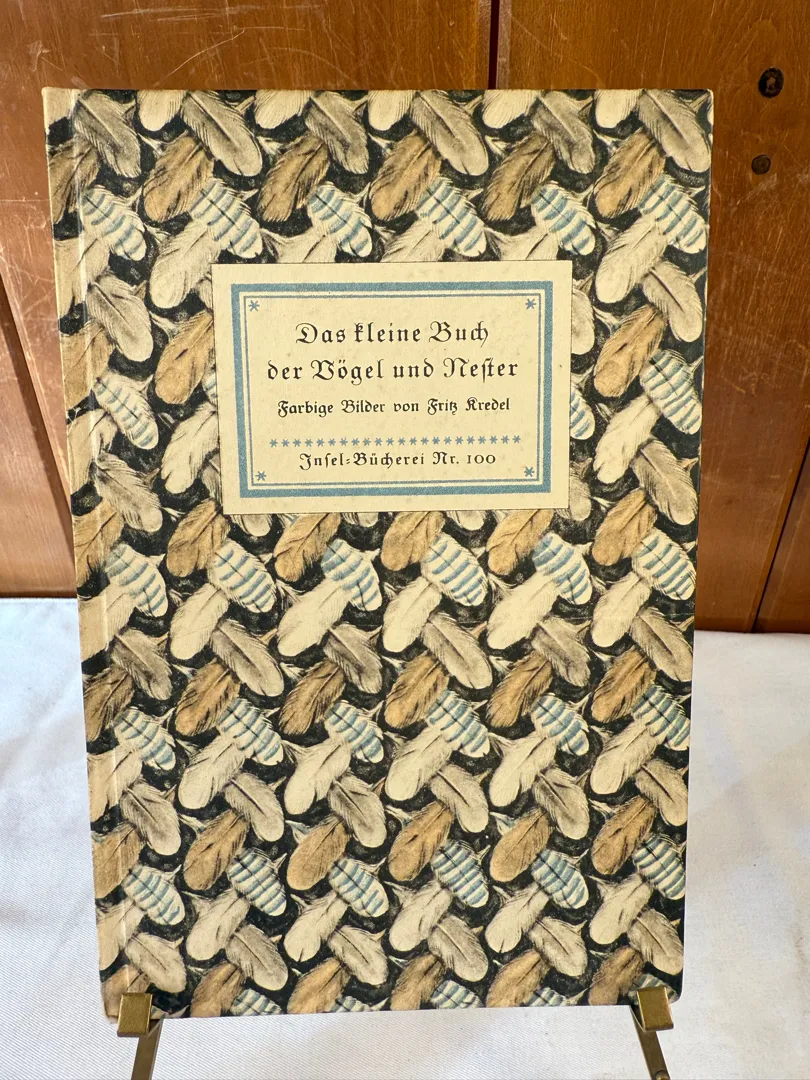 Das kleine Buch
der Vögel und Nester
Farbige Bilder von Fritz Kredel
Insel-Bücherei Nr. 100